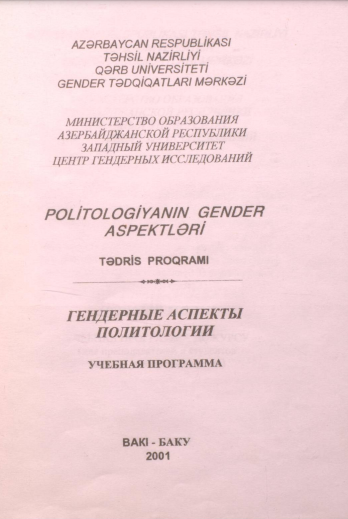 AZƏRBAYCAN RESPUBLİKASI
TƏHSİL NAZİRLİYİ
QƏRB UNİVERSİTETİ
GENDER TƏDQİQATLARI MƏRKƏZİ
МИНИСТЕРСТВО ОБРАЗОВАНИЯ
АЗЕРБАЙДЖАНСКОЙ РЕСПУБЛИКИ
ЗАПАДНЫЙ УНИВЕРСИТЕТ
ЦЕНТР ГЕНДЕРНЫХ ИССЛЕДОВАНИЙ
POLİTOLOGİYANIN GENDER
ASPEKTLƏRİ
TƏDRİS PROQRAMI
ГЕНДЕРНЫЕ АСПЕКТЫ
ПОЛИТОЛОГИИ
УЧЕБНАЯ ПРОГРАММА
BAKI - БАКУ
2001